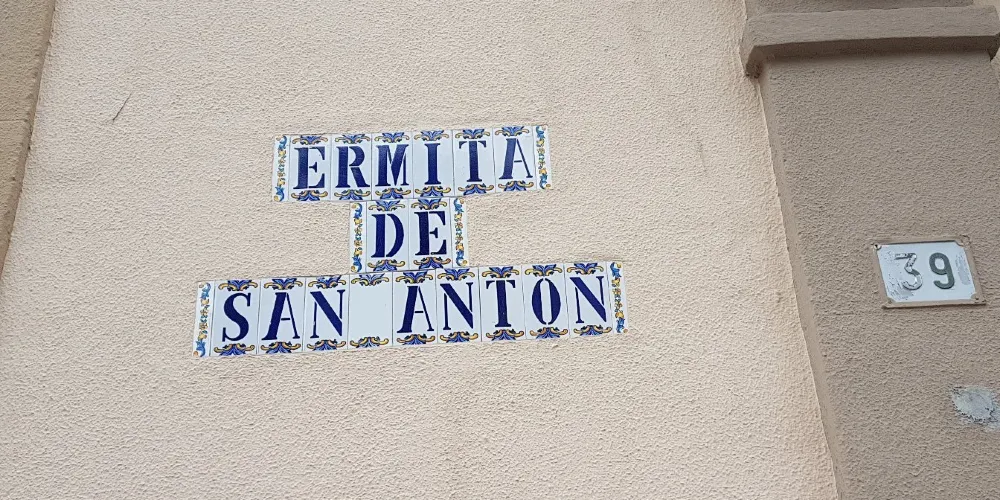 ERMITA
DE
SAN ANTON
39